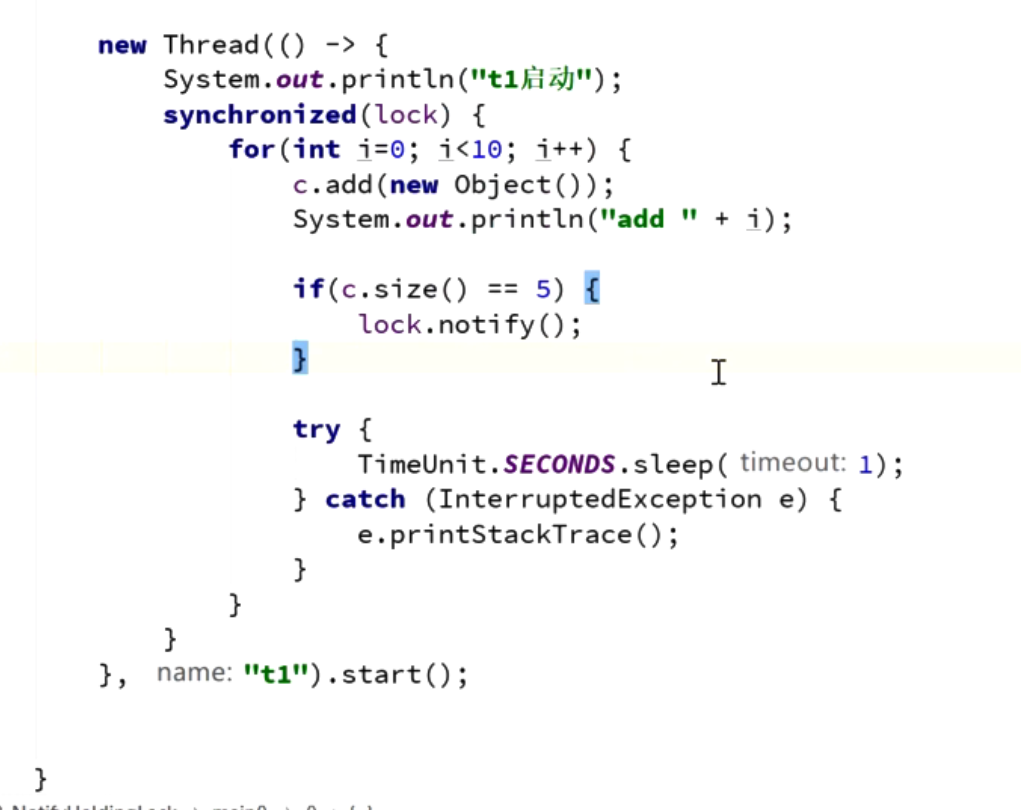 new Thread(() -> {
System.out.println("t1启动");
synchronized(lock) {
for(int i=0; i<10; i++) {
c.add(new Object());
System.out.println("add " + i);
if(c.size() == 5) {
lock.notify();
}
try {
TimeUnit.SECONDS.sleep( timeout: 1);
} catch (InterruptedException e) {
e.printStackTrace();
}
}
}
}, name: "t1").start();
}